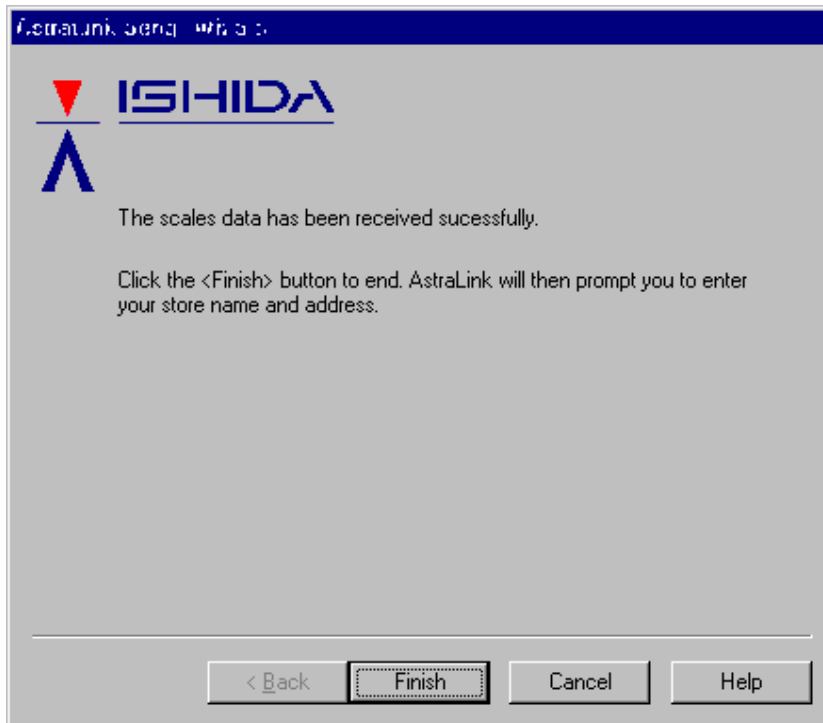 ISHIDA
The scales data has been received sucessfully.
Click the <Finish> button to end. AstraLink will then prompt you to enter
your store name and address.
< Back
Finish
Cancel
Help